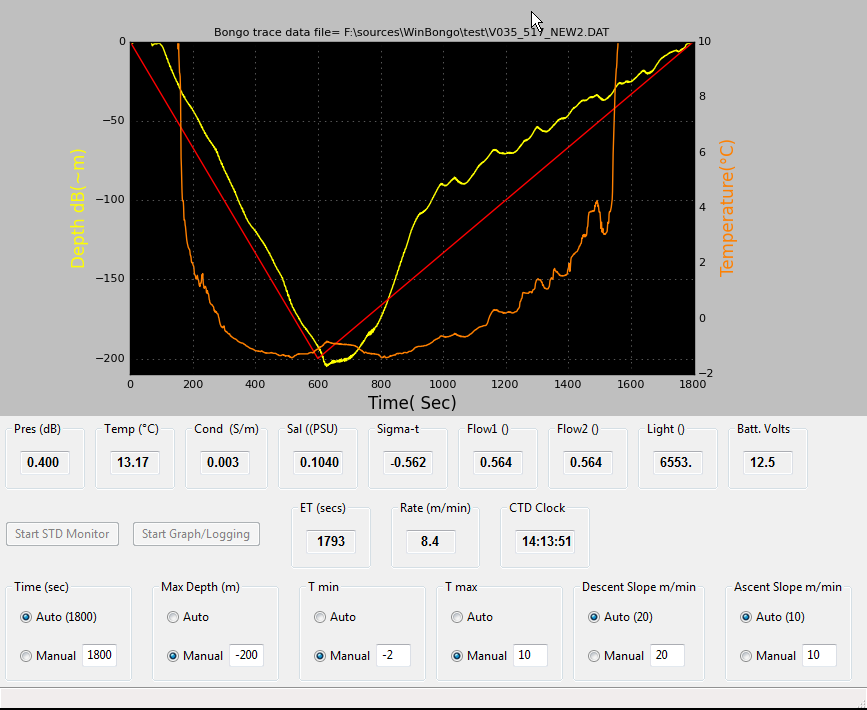 Bongo trace data file= F:\sources\WinBongo\test\V035_517_NEW2.DAT
0
−50
−100
−150
−200
Depth dB(~m)
10
8
6
4
2
0
−2
Temperature(°C)
0 200 400 600 800 1000 1200 1400 1600 1800
Time( Sec)
Pres (dB) Temp (°C) Cond (S/m) Sal ((PSU) Sigma-t Flow1 () Flow2 () Light () Batt. Volts
0.400 13.17 0.003 0.1040 -0.562 0.564 0.564 6553. 12.5
ET (secs) Rate (m/min) CTD Clock
Start STD Monitor Start Graph/Logging 1793 8.4 14:13:51
Time (sec) Max Depth (m) T min T max Descent Slope m/min Ascent Slope m/min
Auto (1800) Auto Auto Auto Auto (20) Auto (10)
Manual 1800 Manual -200 Manual -2 Manual 10 Manual 20 Manual 10